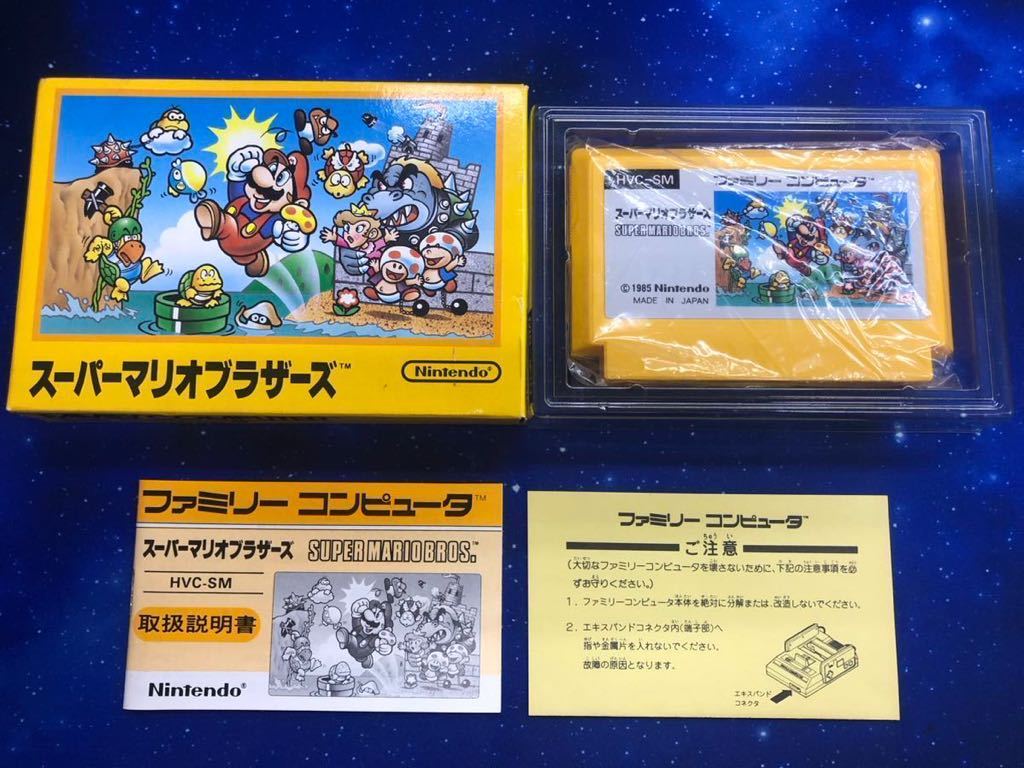 スーパーマリオブラザーズ™
Nintendo®
HVC-SM
ファミリー コンピュータ™
スーパーマリオブラザーズ
SUPER MARIO BROS.™
©1985 Nintendo
MADE IN JAPAN
ファミリー コンピュータ™
スーパーマリオブラザーズ SUPER MARIO BROS.™
HVC-SM
取扱説明書
Nintendo®
ファミリー コンピュータ™
ご注意
(大切なファミリーコンピュータを壊さないために、下記の注意事項を必
ずお守りください。)
1. ファミリーコンピュータ本体を絶対に分解または、改造しないでください。
2. エキスパンドコネクタ内(端子部)へ
指や金属片を入れないでください。
故障の原因となります。
エキスパンド
コネクタ